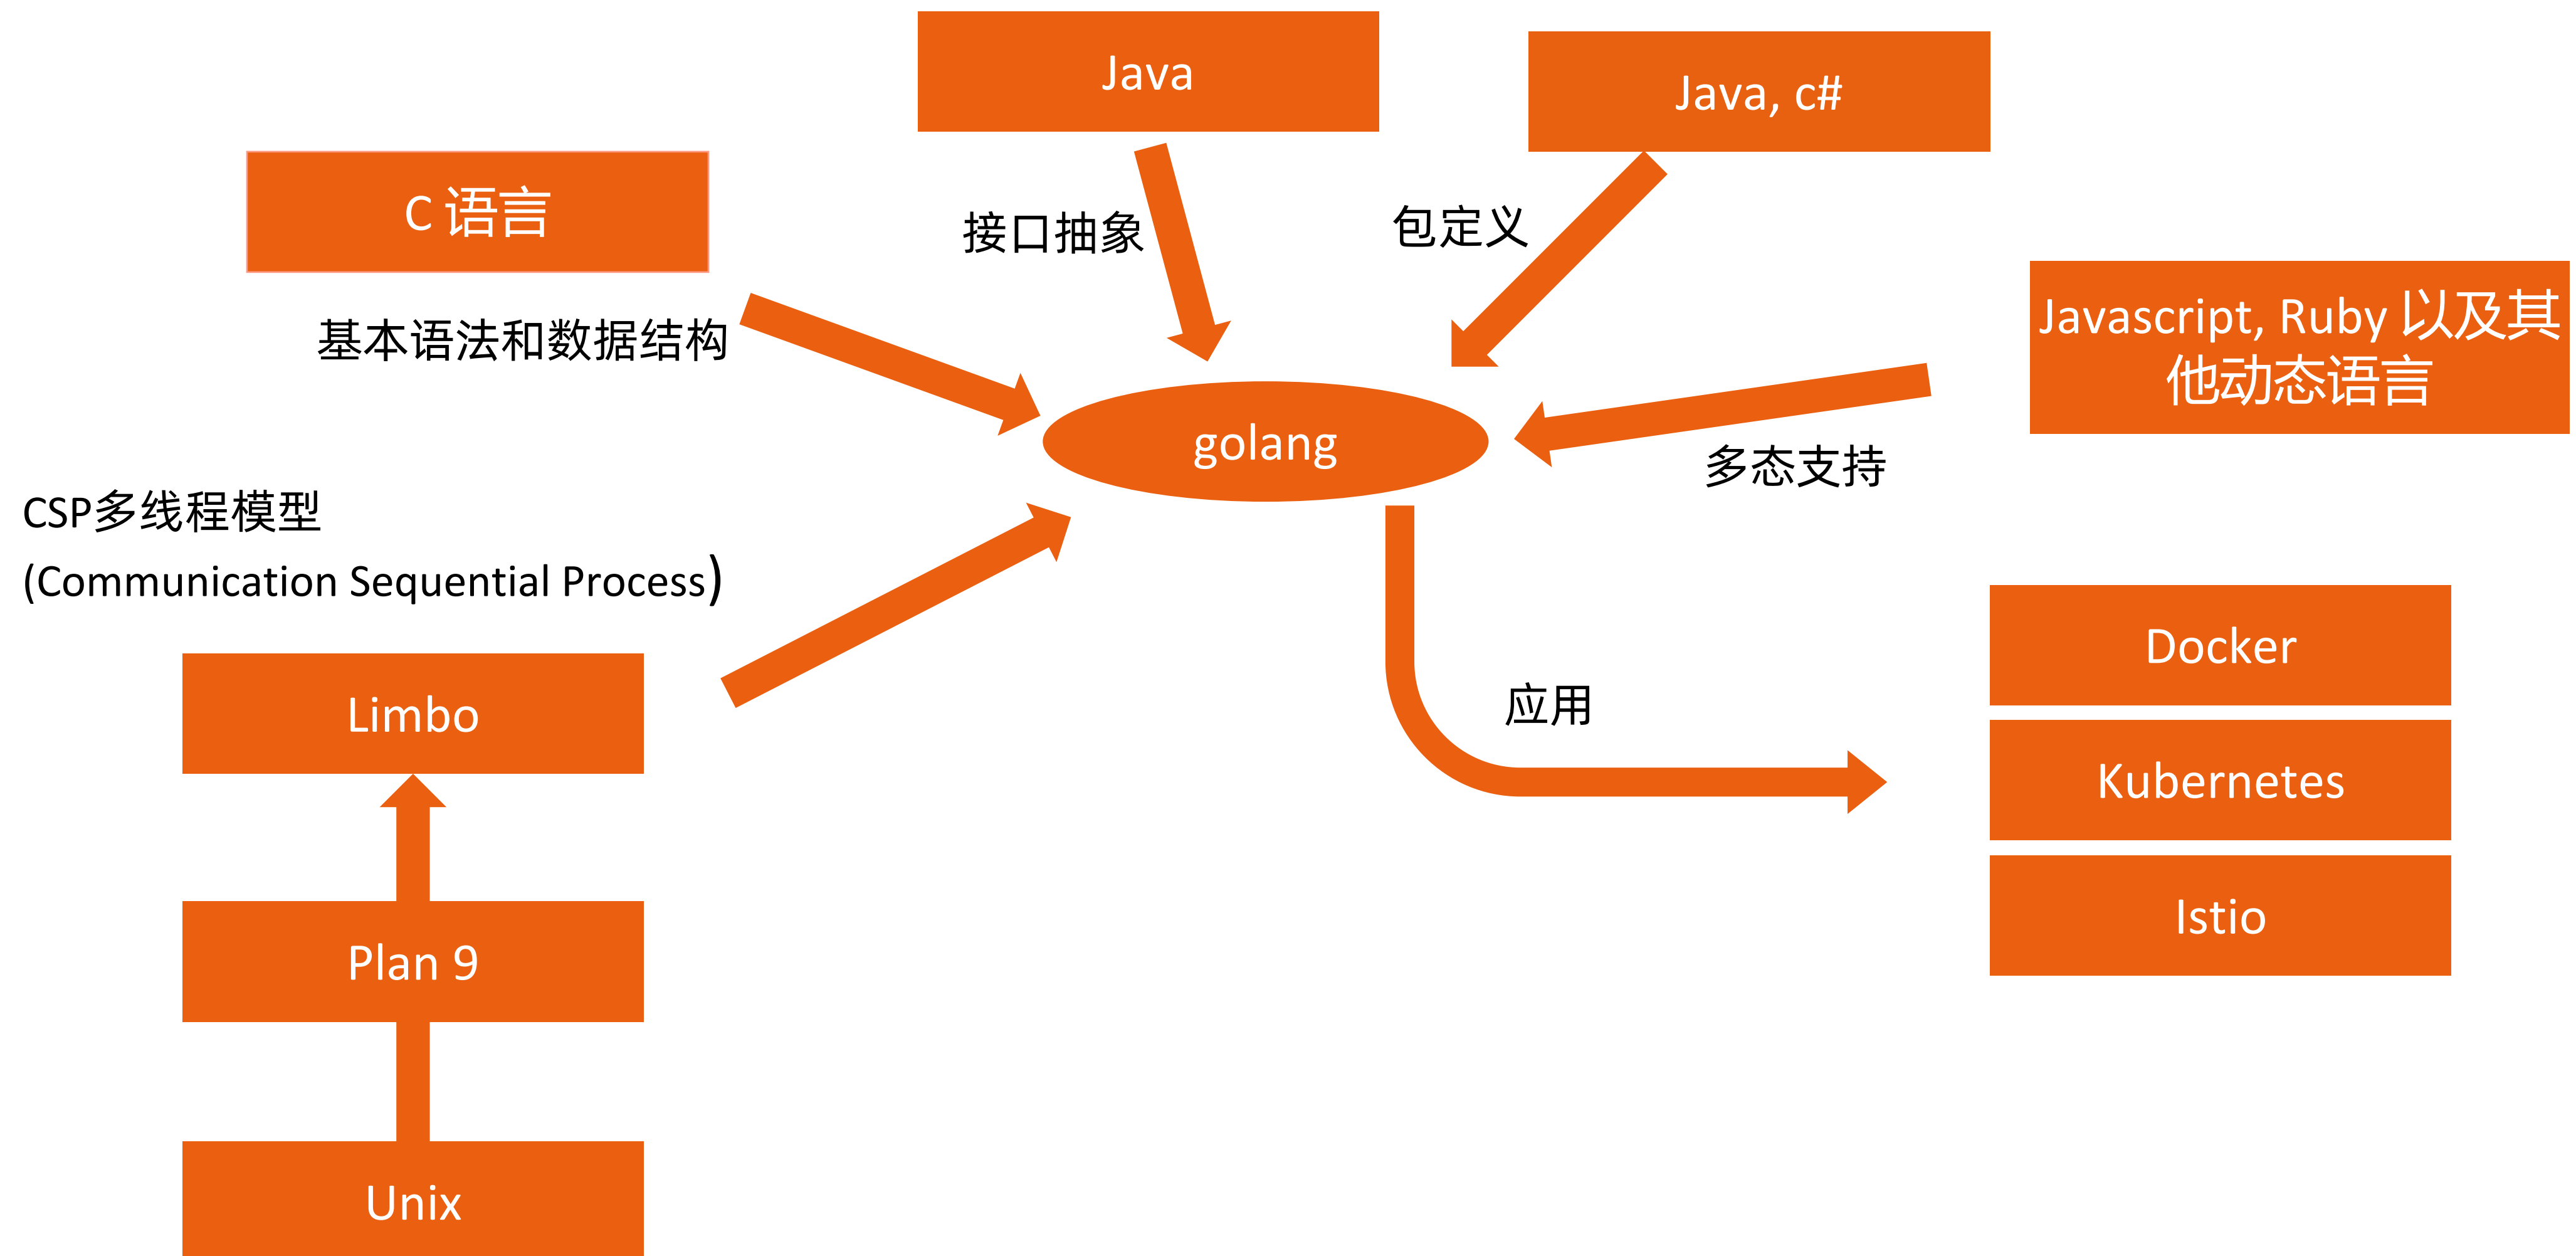 Java
Java, c#
C 语言
接口抽象
包定义
基本语法和数据结构
Javascript, Ruby 以及其
他动态语言
golang
多态支持
CSP多线程模型
(Communication Sequential Process)
Limbo
应用
Docker
Kubernetes
Istio
Plan 9
Unix